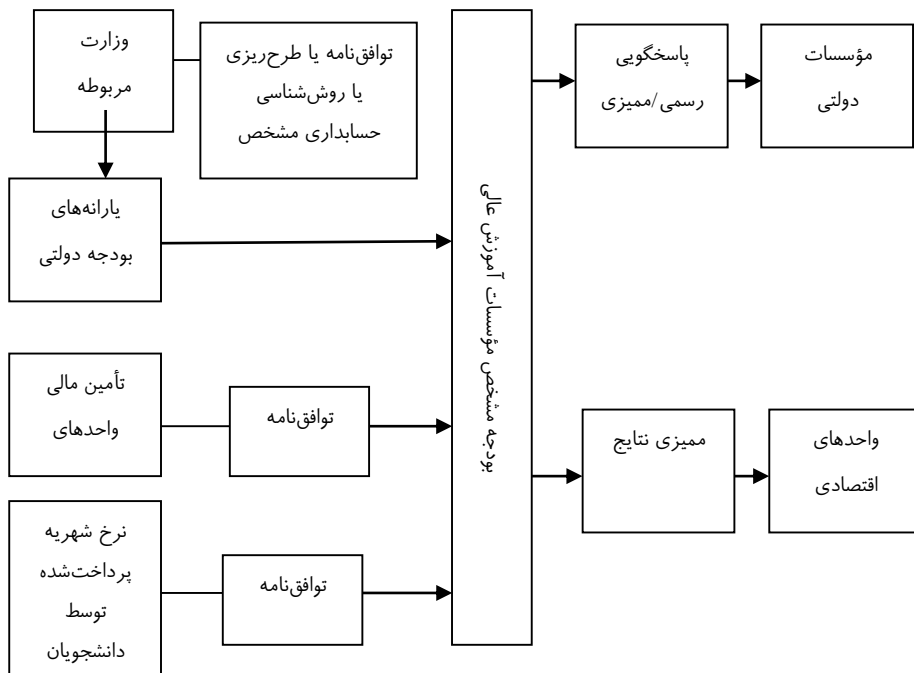 وزارت
مربوطه
توافق‌نامه یا طرح‌ریزی
یا روش‌شناسی
حسابداری مشخص
یارانه‌های
بودجه دولتی
تأمین مالی
واحدهای
توافق‌نامه
نرخ شهریه
پرداخت‌شده
توسط
دانشجویان
توافق‌نامه
بودجه مشخص مؤسسات آموزش عالی
پاسخگویی
رسمی/ممیزی
مؤسسات
دولتی
ممیزی نتایج
واحدهای
اقتصادی